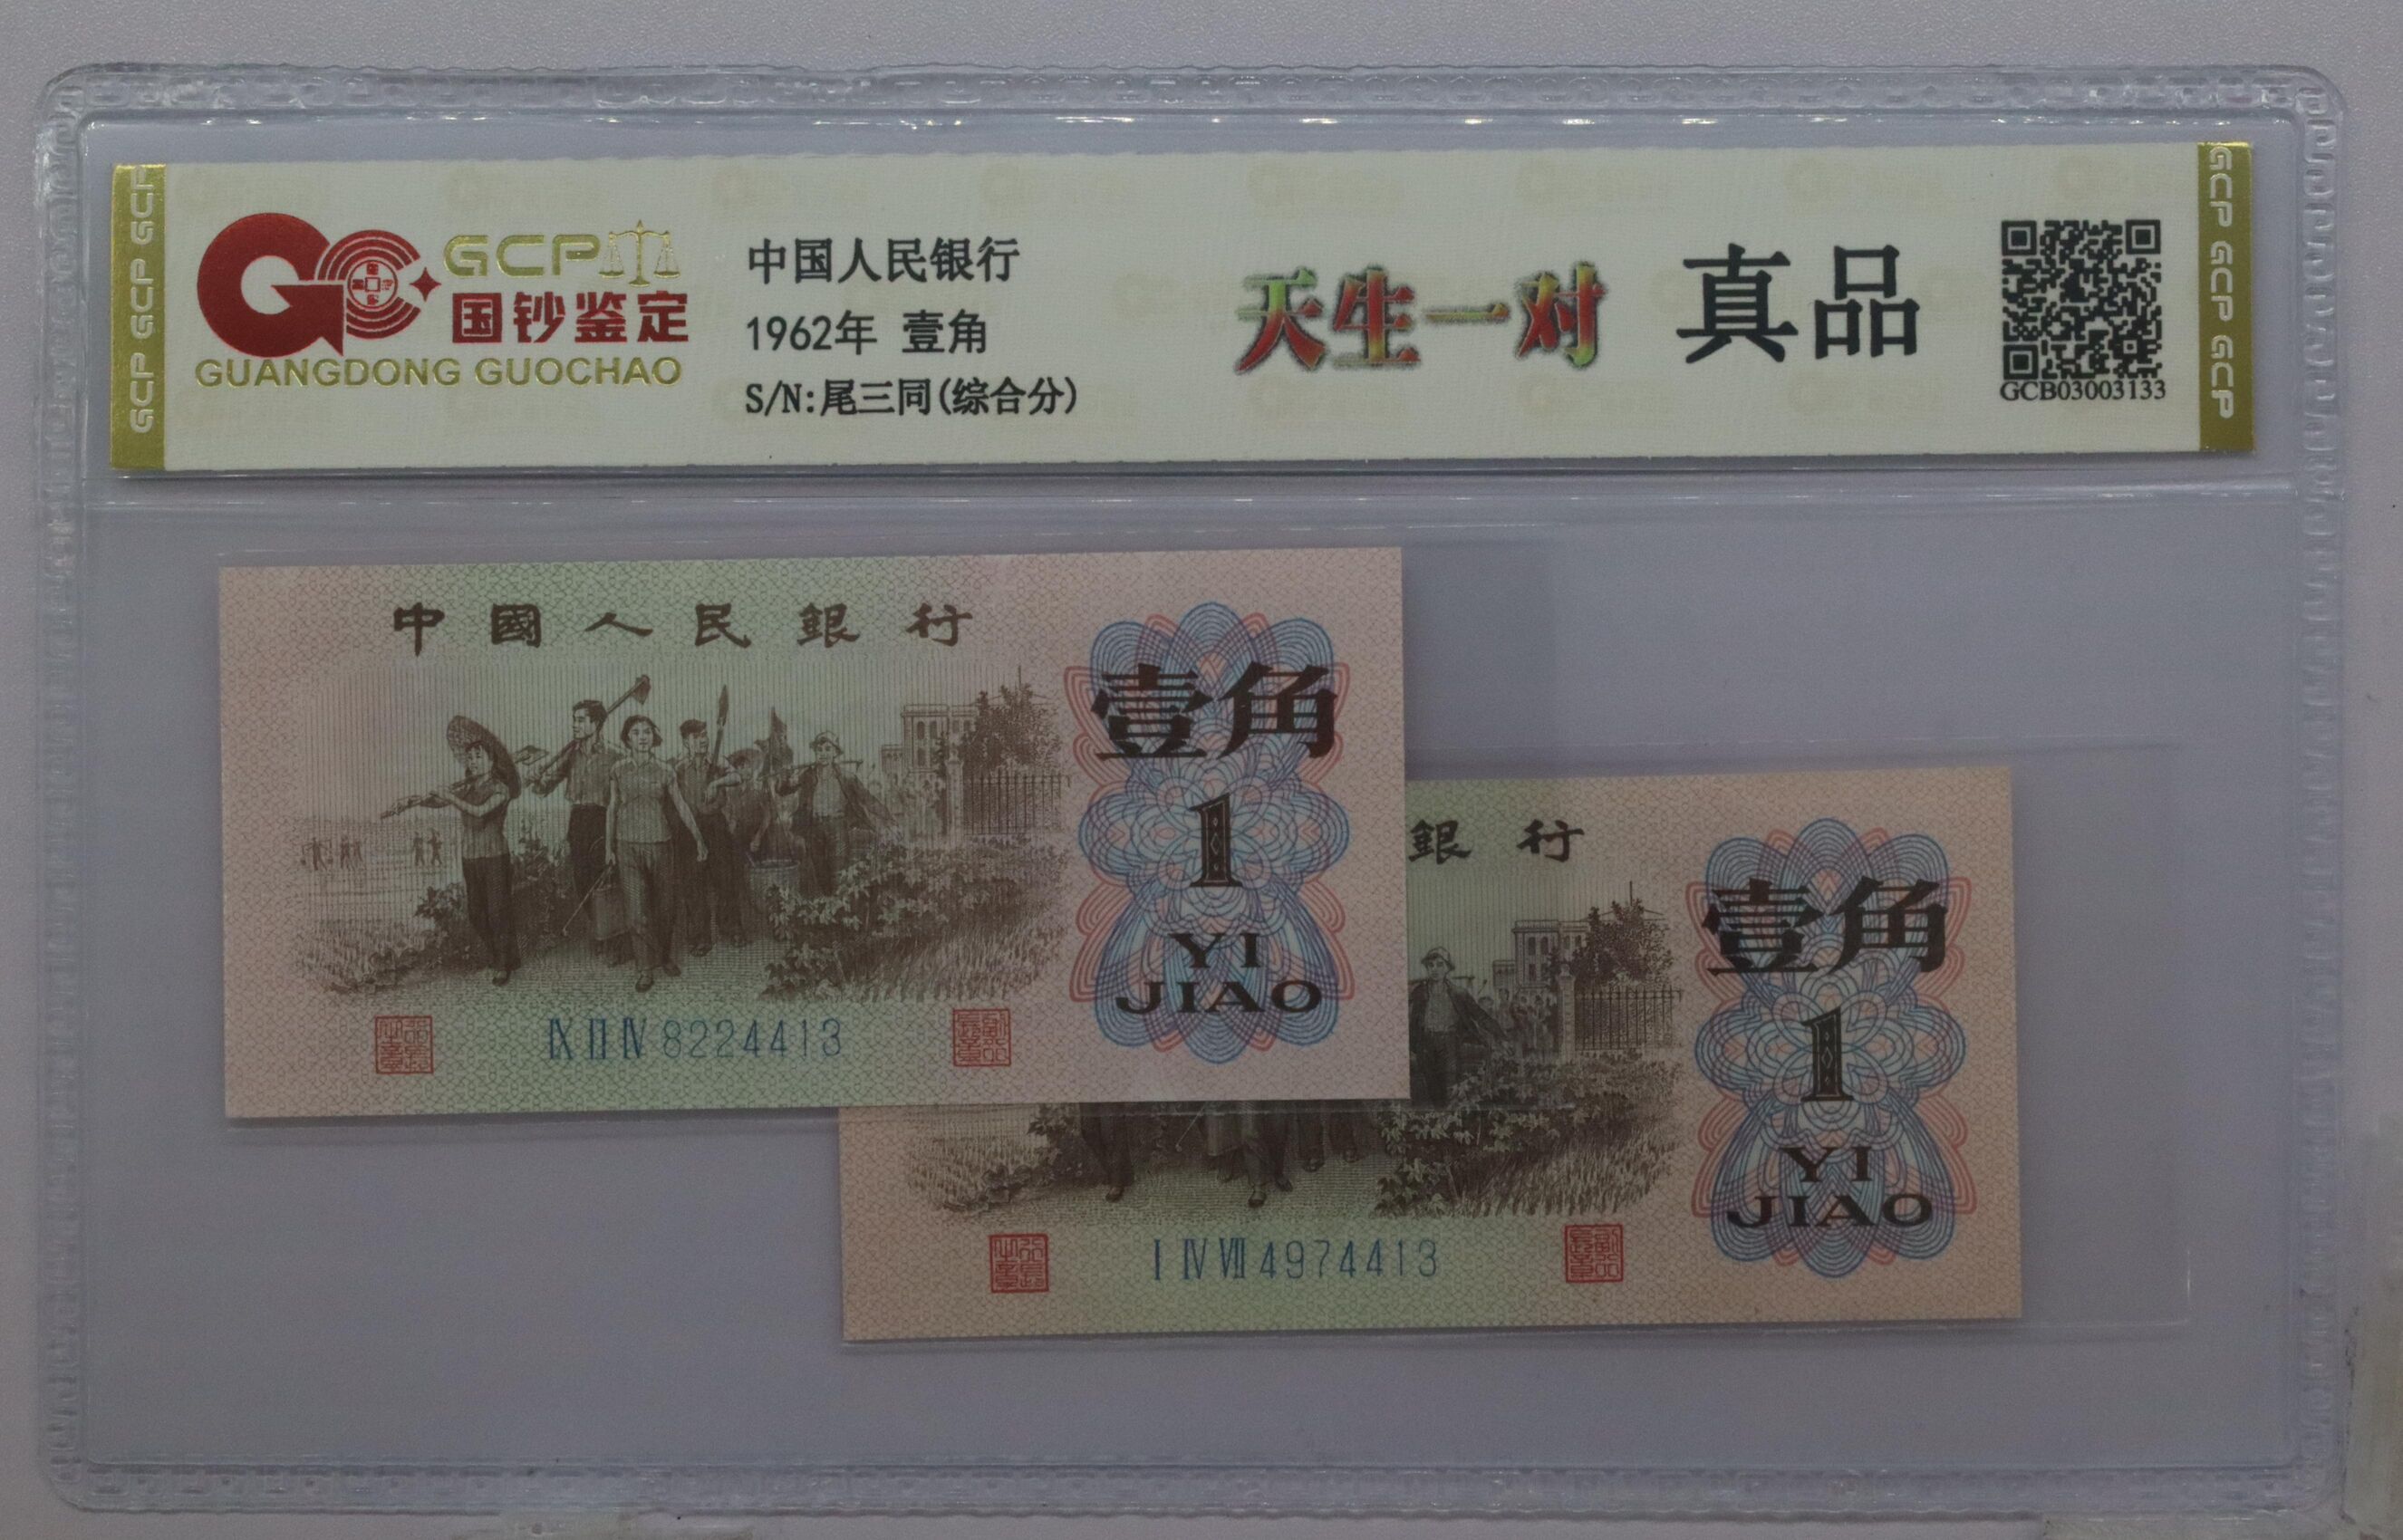 GCP GCP GCP
GCP
国钞鉴定
GUANGDONG GUOCHAO
中国人民银行
1962年 壹角
S/N:尾三同(综合分)
天生一对
真品
GCB03003133
GCP GCP GCP
中國人民銀行
壹角
1
YI
JIAO
IX II IV 8224413
銀行
壹角
1
YI
JIAO
I IV VII 4974413